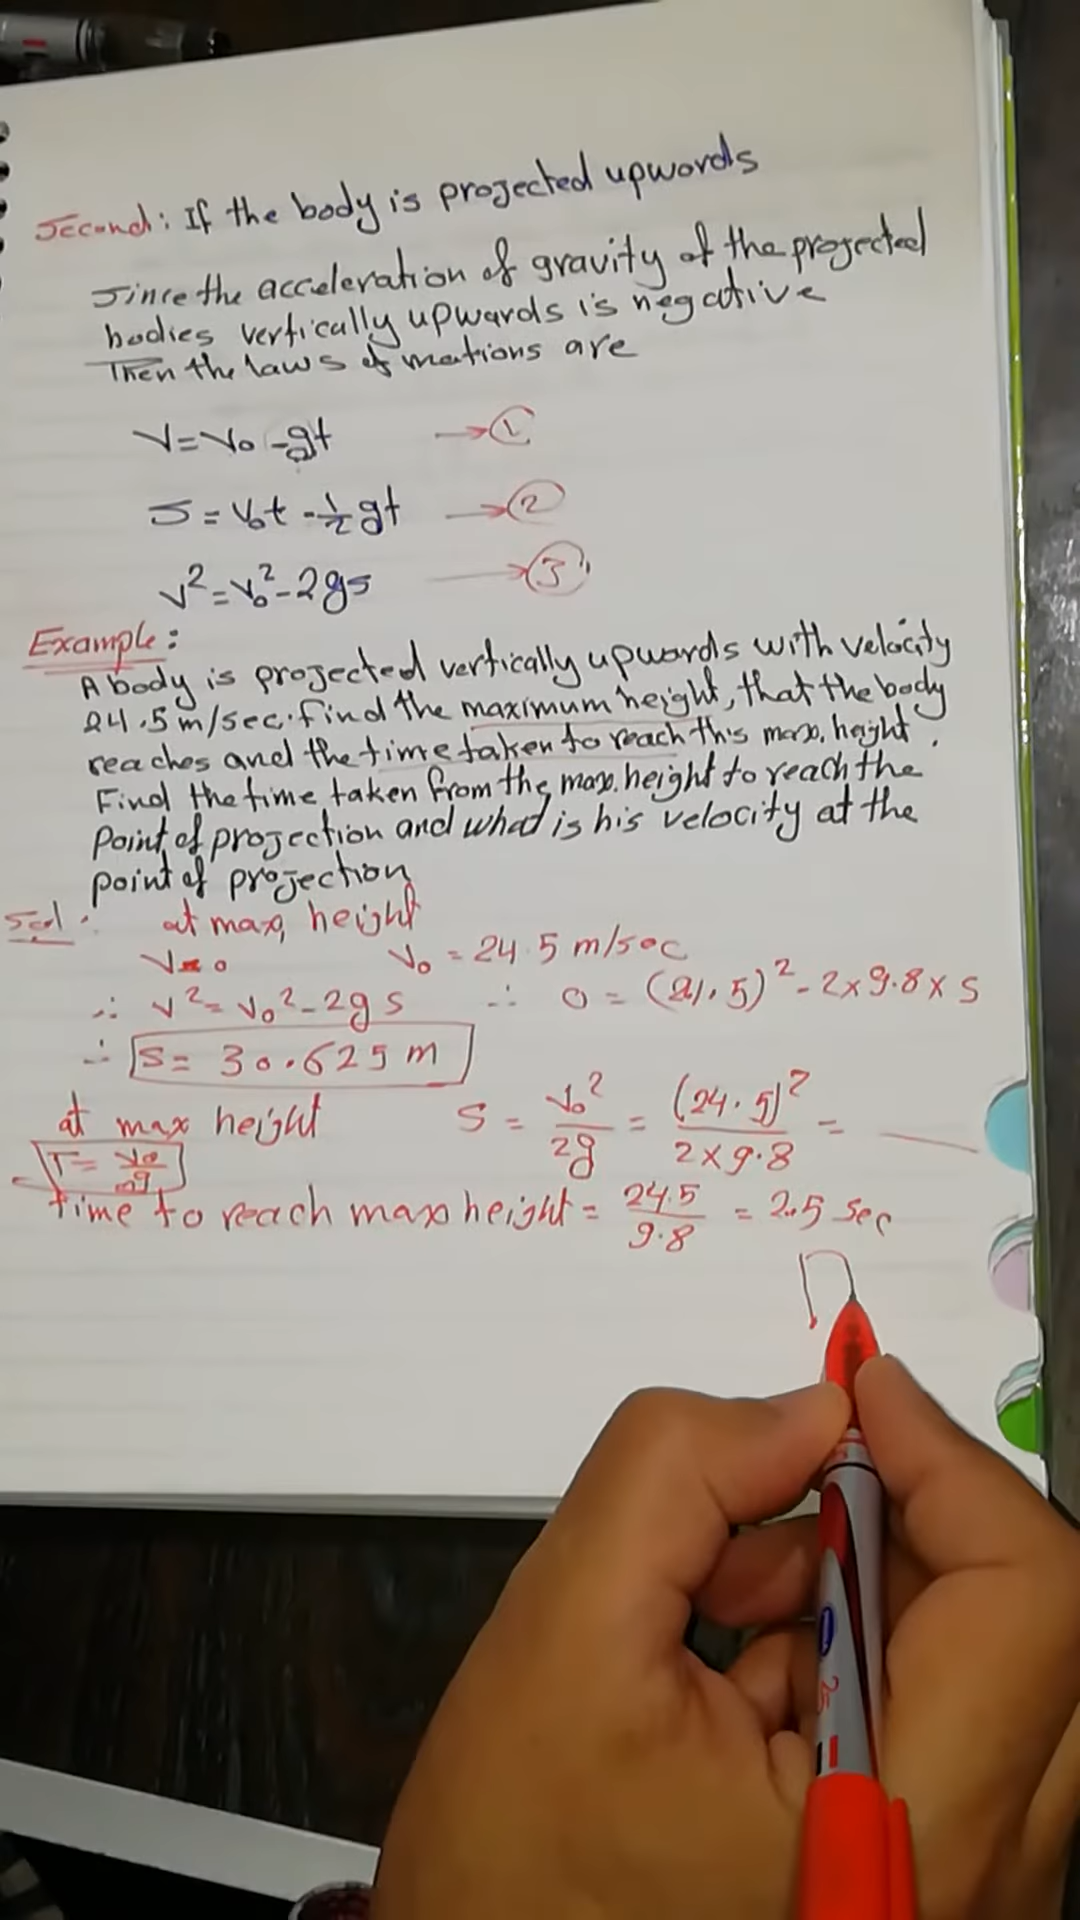 Second: If the body is projected upwords
Since the acceleration of gravity of the projected
bodies vertically upwards is negative
Then the laws of motions are
V=V₀ -gt → ①
S = V₀t - ½ gt → ②
V² = V₀² - 2gs → ③
Example:
A body is projected vertically upwards with velocity
24.5 m/sec. find the maximum height, that the body
reaches and the time taken to reach this max. height.
Find the time taken from the max. height to reach the
Point of projection and what is his velocity at the
point of projection
Sol: at max, height
V = 0 V₀ = 24.5 m/sec
∴ V² = V₀² - 2g s ∴ 0 = (24.5)² - 2×9.8×S
∴ S = 30.625 m
at max height S = V₀²/2g = (24.5)²/2×9.8 =
T = V₀/g
time to reach max height = 24.5/9.8 = 2.5 sec